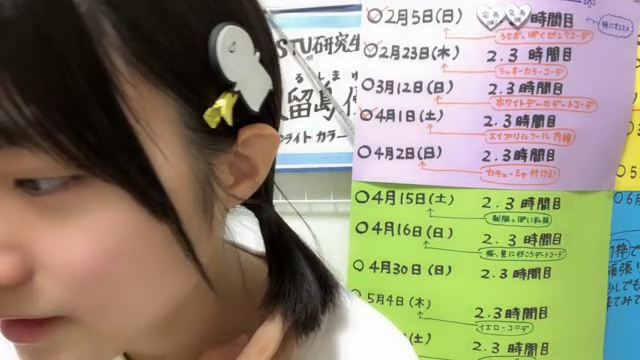 STU研究生
るしまゆ
留島優
ライト カラー
○2月5日(日) 時間目
うさぎっぽくピンクコーデ
○2月23日(木) 2.3時間目
ラッキーカラーコーデ
○3月12日(日) 2.3時間目
ホワイトデーのデートコーデ
○4月1日(土) 2.3時間目
エイプリルフール内緒
○4月2日(日) 2.3時間目
カチューシャ付ける!
○4月15日(土) 2.3時間目
制服っぽい私服
○4月16日(日) 2.3時間目
○4月30日(日) 2.3時間目
5月4日(木) 2.3時間目
イエローコーデ
(土) 2.3時間目